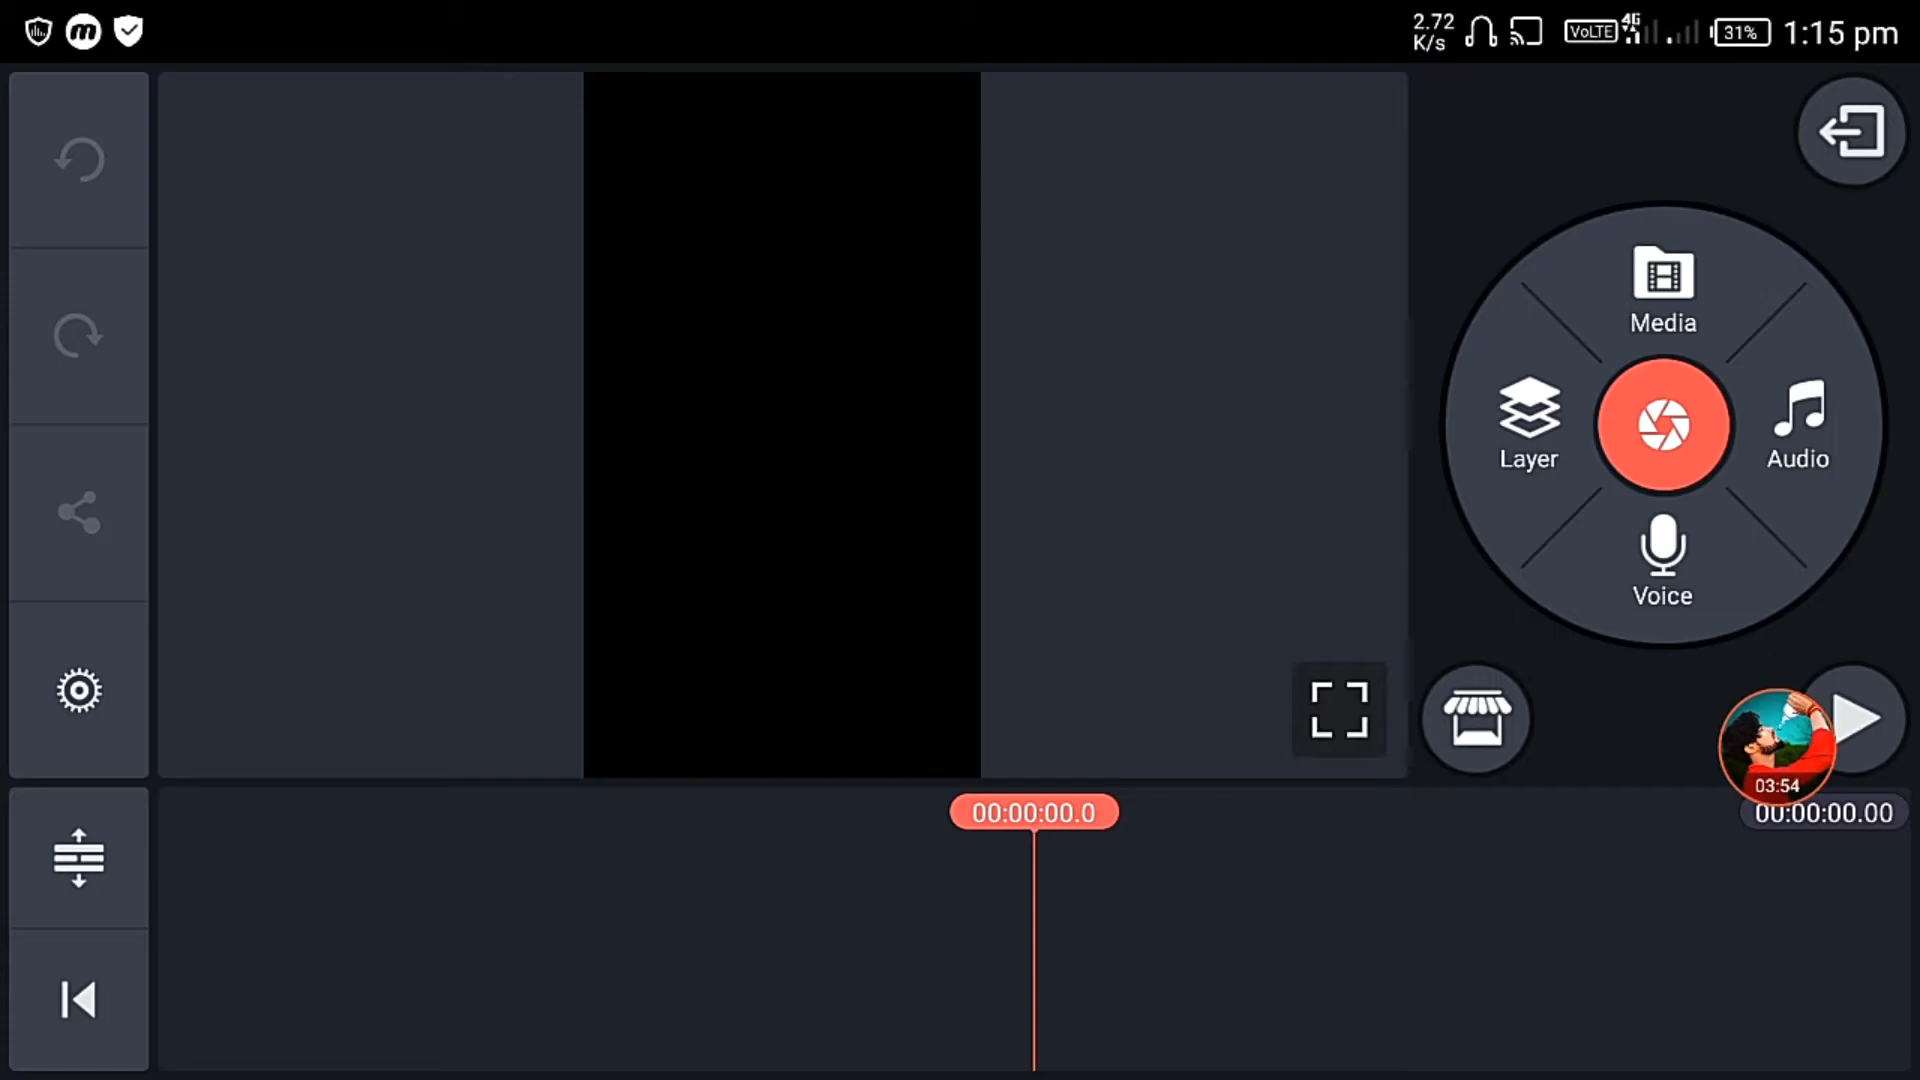 2.72
K/s
VoLTE
4G
31%
1:15 pm
Media
Layer
Audio
Voice
03:54
00:00:00.0
00:00:00.00